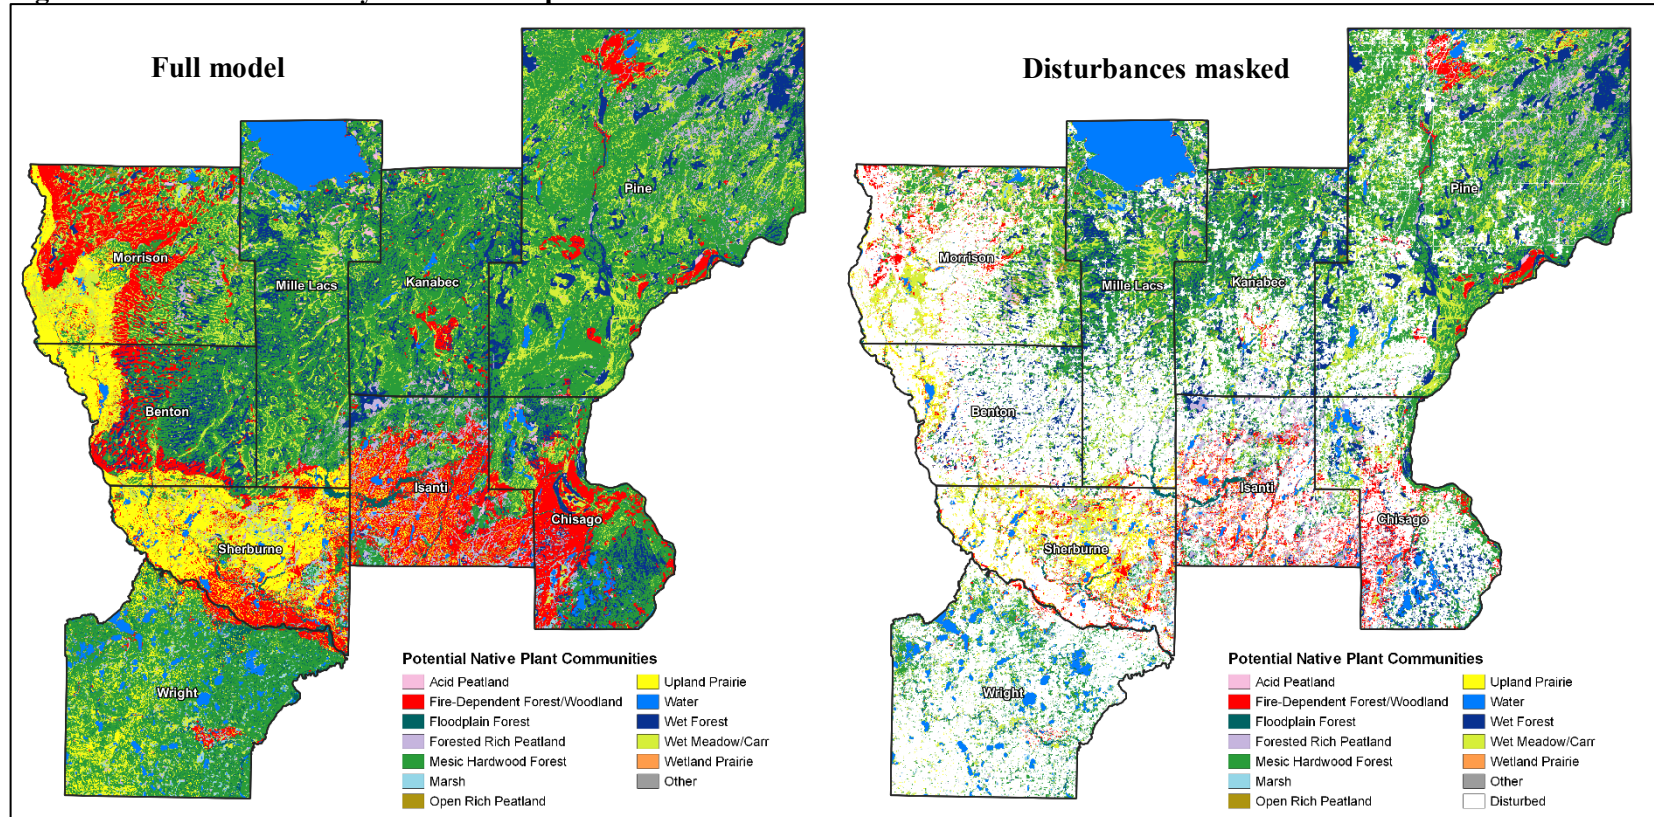 Full model
Disturbances masked
Pine
Morrison
Mille Lacs
Kanabec
Benton
Isanti
Chisago
Sherburne
Wright
Potential Native Plant Communities
Acid Peatland
Fire-Dependent Forest/Woodland
Floodplain Forest
Forested Rich Peatland
Mesic Hardwood Forest
Marsh
Open Rich Peatland
Upland Prairie
Water
Wet Forest
Wet Meadow/Carr
Wetland Prairie
Other
Pine
Morrison
Mille Lacs
Kanabec
Benton
Isanti
Chisago
Sherburne
Wright
Potential Native Plant Communities
Acid Peatland
Fire-Dependent Forest/Woodland
Floodplain Forest
Forested Rich Peatland
Mesic Hardwood Forest
Marsh
Open Rich Peatland
Upland Prairie
Water
Wet Forest
Wet Meadow/Carr
Wetland Prairie
Other
Disturbed